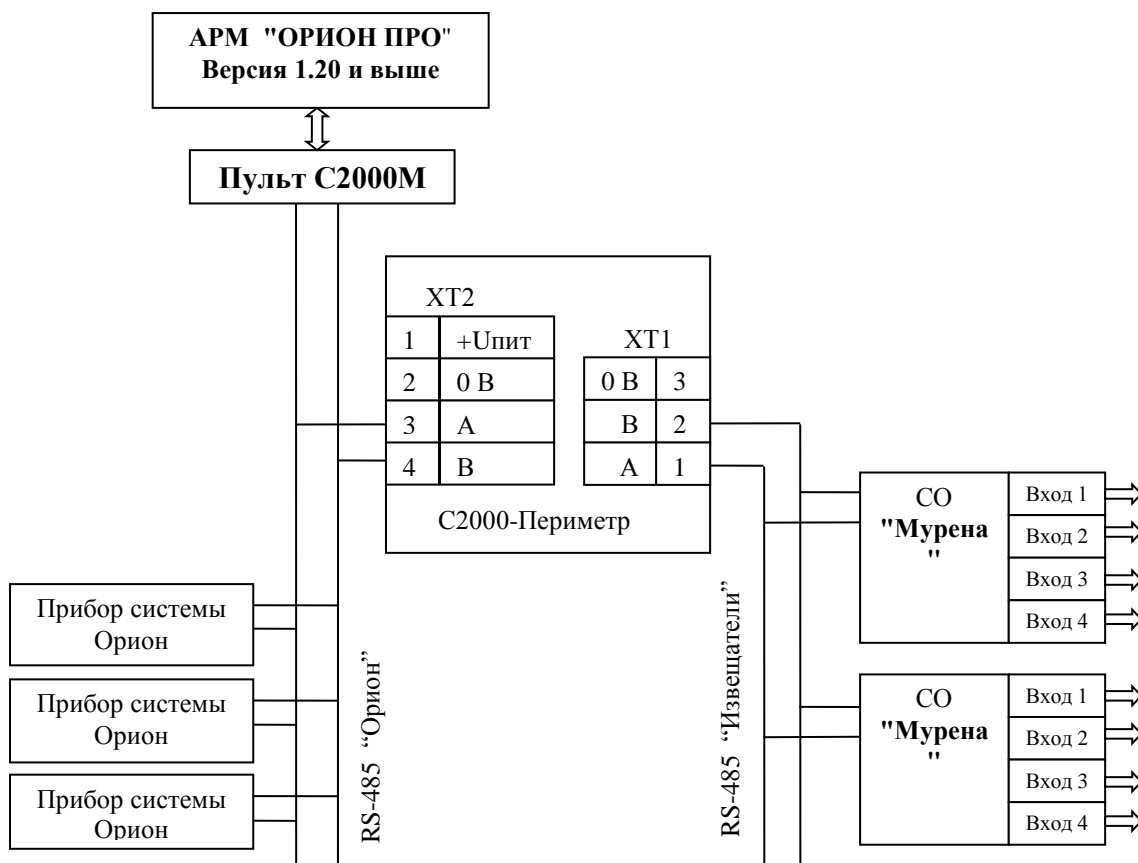 АРМ "ОРИОН ПРО"
Версия 1.20 и выше
Пульт С2000М
ХТ2
1 +Uпит
2 0 В
3 А
4 В
ХТ1
0 В 3
В 2
А 1
С2000-Периметр
Прибор системы
Орион
Прибор системы
Орион
Прибор системы
Орион
RS-485 “Орион”
RS-485 “Извещатели”
СО
"Мурена
"
Вход 1
Вход 2
Вход 3
Вход 4
СО
"Мурена
"
Вход 1
Вход 2
Вход 3
Вход 4